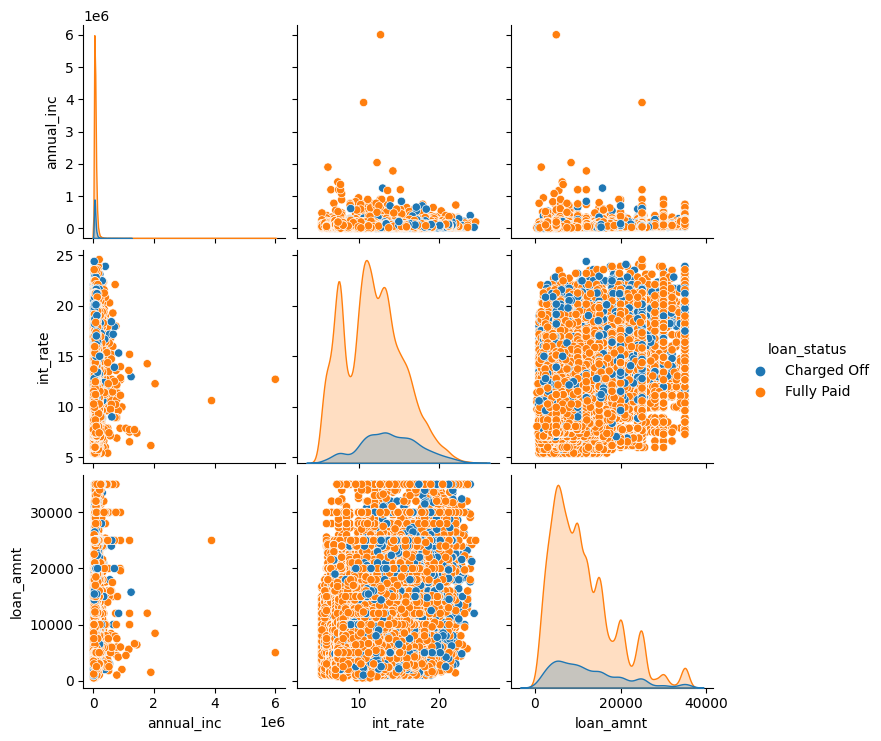 1e6
6
5
4
3
2
1
0
annual_inc
25
20
15
10
5
int_rate
loan_status
Charged Off
Fully Paid
30000
20000
10000
0
loan_amnt
0 2 4 6
1e6
annual_inc
10 20
int_rate
0 20000 40000
loan_amnt